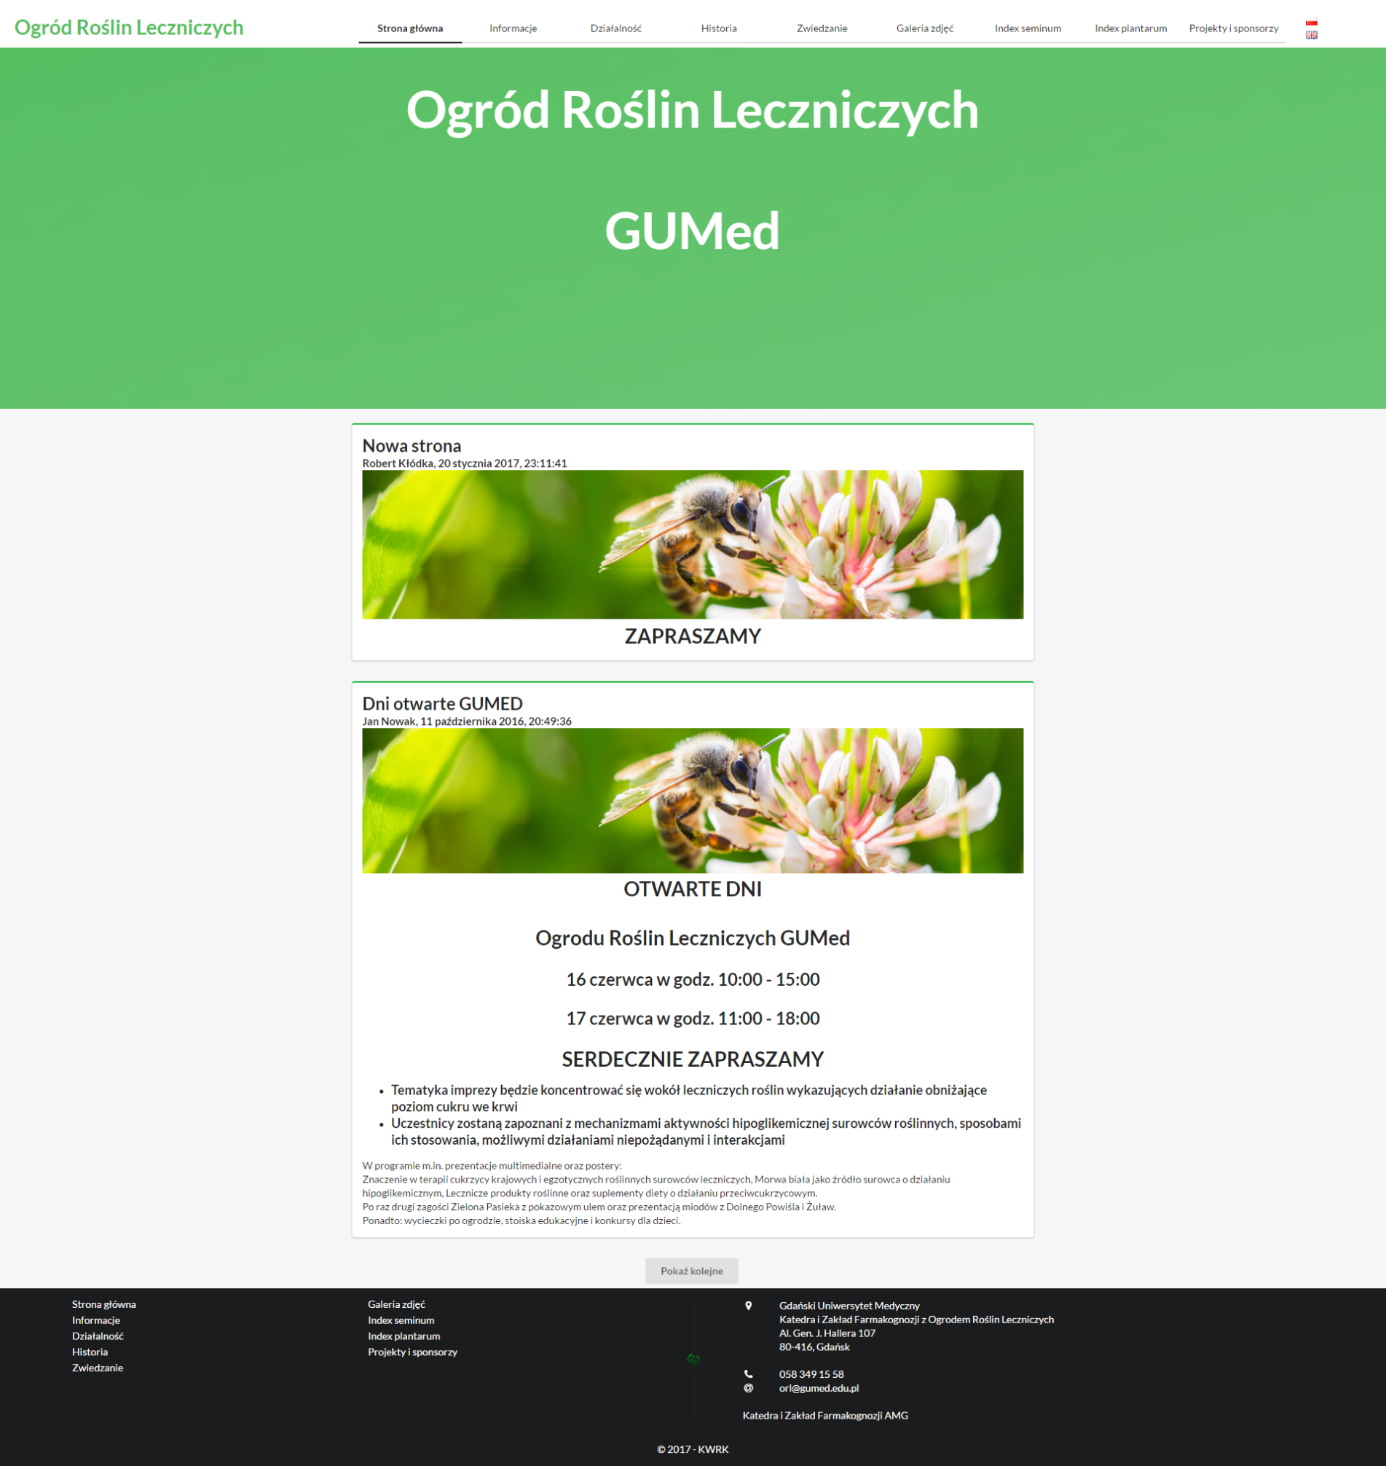 Ogród Roślin Leczniczych
Strona główna
Informacje
Działalność
Historia
Zwiedzanie
Galeria zdjęć
Index seminum
Index plantarum
Projekty i sponsorzy
Ogród Roślin Leczniczych
GUMed
Nowa strona
Robert Kłódka, 20 stycznia 2017, 23:11:41
ZAPRASZAMY
Dni otwarte GUMED
Jan Nowak, 11 października 2016, 20:49:36
OTWARTE DNI
Ogrodu Roślin Leczniczych GUMed
16 czerwca w godz. 10:00 - 15:00
17 czerwca w godz. 11:00 - 18:00
SERDECZNIE ZAPRASZAMY
• Tematyka imprezy będzie koncentrować się wokół leczniczych roślin wykazujących działanie obniżające
poziom cukru we krwi
• Uczestnicy zostaną zapoznani z mechanizmami aktywności hipoglikemicznej surowców roślinnych, sposobami
ich stosowania, możliwymi działaniami niepożądanymi i interakcjami
W programie m.in. prezentacje multimedialne oraz postery:
Znaczenie w terapii cukrzycy krajowych i egzotycznych roślinnych surowców leczniczych, Morwa biała jako źródło surowca o działaniu
hipoglikemicznym, Lecznicze produkty roślinne oraz suplementy diety o działaniu przeciwcukrzycowym.
Po raz drugi zagości Zielona Pasieka z pokazowym ulem oraz prezentacją miodów z Dolnego Powiśla i Żuław.
Ponadto: wycieczki po ogrodzie, stoiska edukacyjne i konkursy dla dzieci.
Pokaż kolejne
Strona główna
Informacje
Działalność
Historia
Zwiedzanie
Galeria zdjęć
Index seminum
Index plantarum
Projekty i sponsorzy
Gdański Uniwersytet Medyczny
Katedra i Zakład Farmakognozji z Ogrodem Roślin Leczniczych
Al. Gen. J. Hallera 107
80-416, Gdańsk
058 349 15 58
orl@gumed.edu.pl
Katedra i Zakład Farmakognozji AMG
© 2017 - KWRK